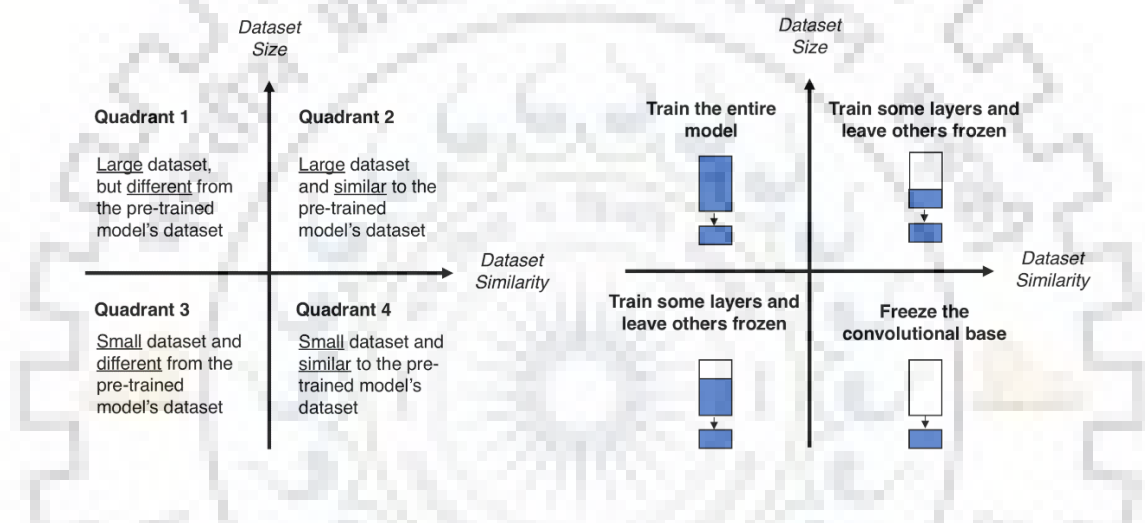 Dataset
Size
Quadrant 1
Large dataset,
but different from
the pre-trained
model's dataset
Quadrant 2
Large dataset
and similar to the
pre-trained
model's dataset
Dataset
Similarity
Quadrant 3
Small dataset and
different from the
pre-trained
model's dataset
Quadrant 4
Small dataset and
similar to the pre-
trained model's
dataset
Dataset
Size
Train the entire
model
Train some layers and
leave others frozen
Dataset
Similarity
Train some layers and
leave others frozen
Freeze the
convolutional base